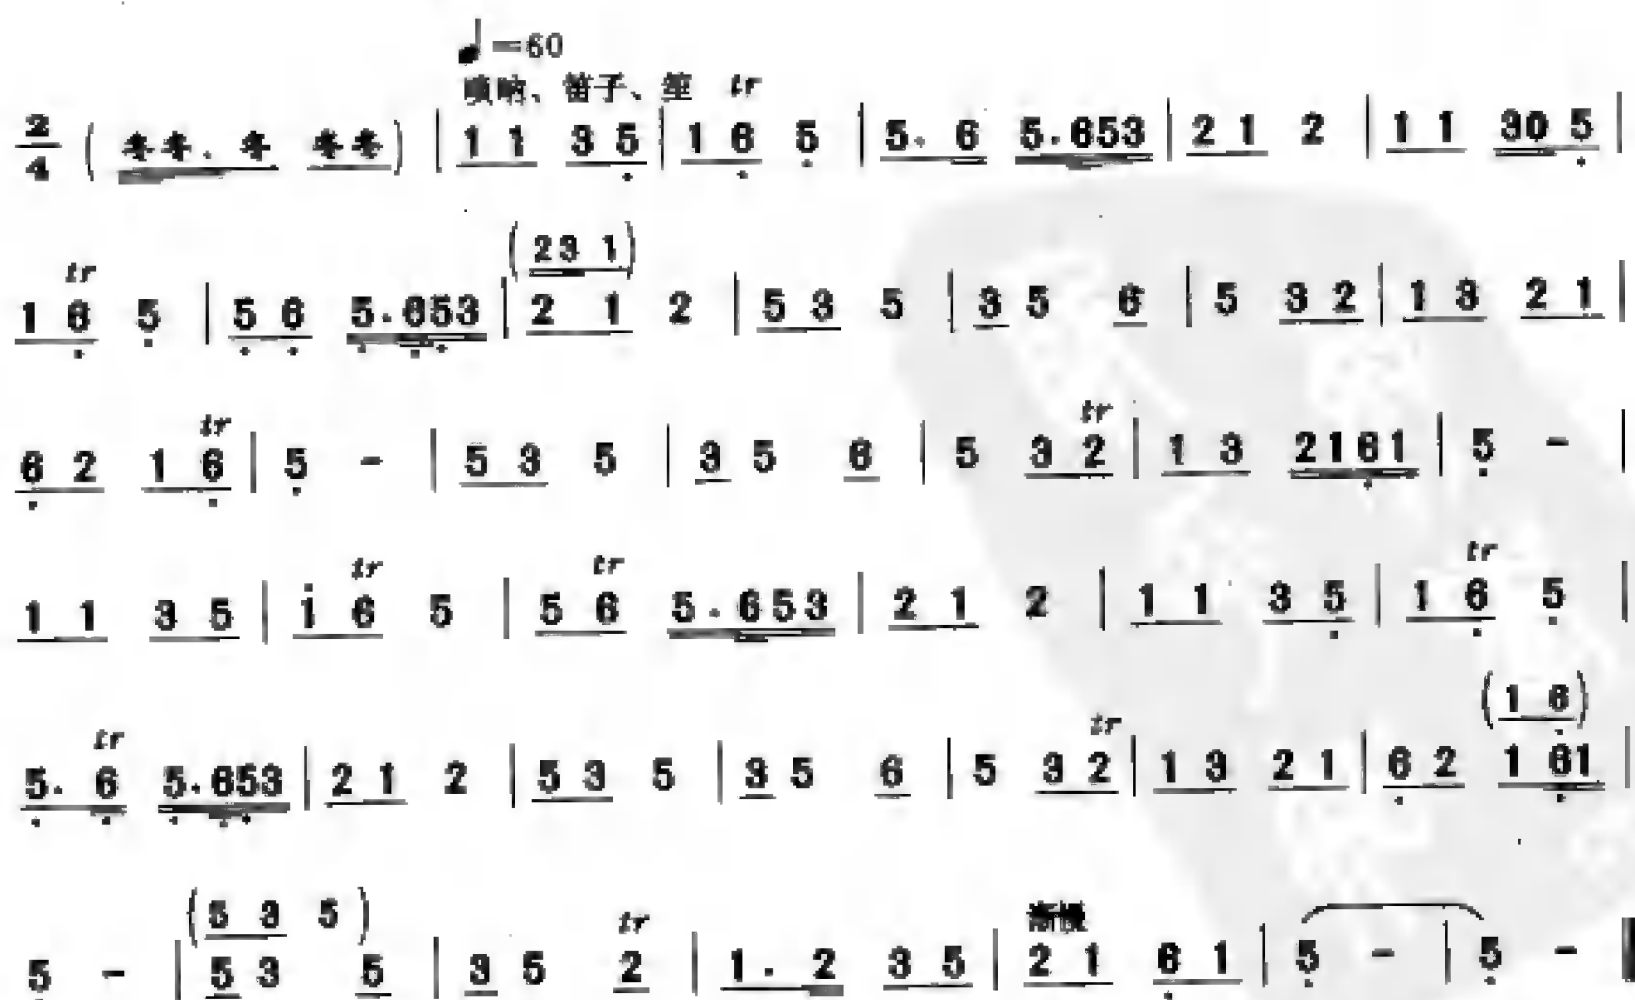 ♩=60
唢呐、笛子、笙 tr
2/4 ( 冬冬. 冬 冬冬) | 1 1 3 5 | 1 6 5 | 5. 6 5.653 | 2 1 2 | 1 1 30 5 |
(23 1)
tr
1 6 5 | 5 6 5.653 | 2 1 2 | 5 3 5 | 3 5 6 | 5 3 2 | 1 3 2 1 |
tr tr
6 2 1 6 | 5 - | 5 3 5 | 3 5 6 | 5 3 2 | 1 3 2161 | 5 - |
tr tr tr
1 1 3 5 | i 6 5 | 5 6 5.653 | 2 1 2 | 1 1 3 5 | 1 6 5 |
(1 6)
tr tr
5. 6 5.653 | 2 1 2 | 5 3 5 | 3 5 6 | 5 3 2 | 1 3 2 1 | 6 2 1 61 |
(5 3 5) tr 渐慢
5 - | 5 3 5 | 3 5 2 | 1. 2 3 5 | 2 1 6 1 | 5 - | 5 - ‖